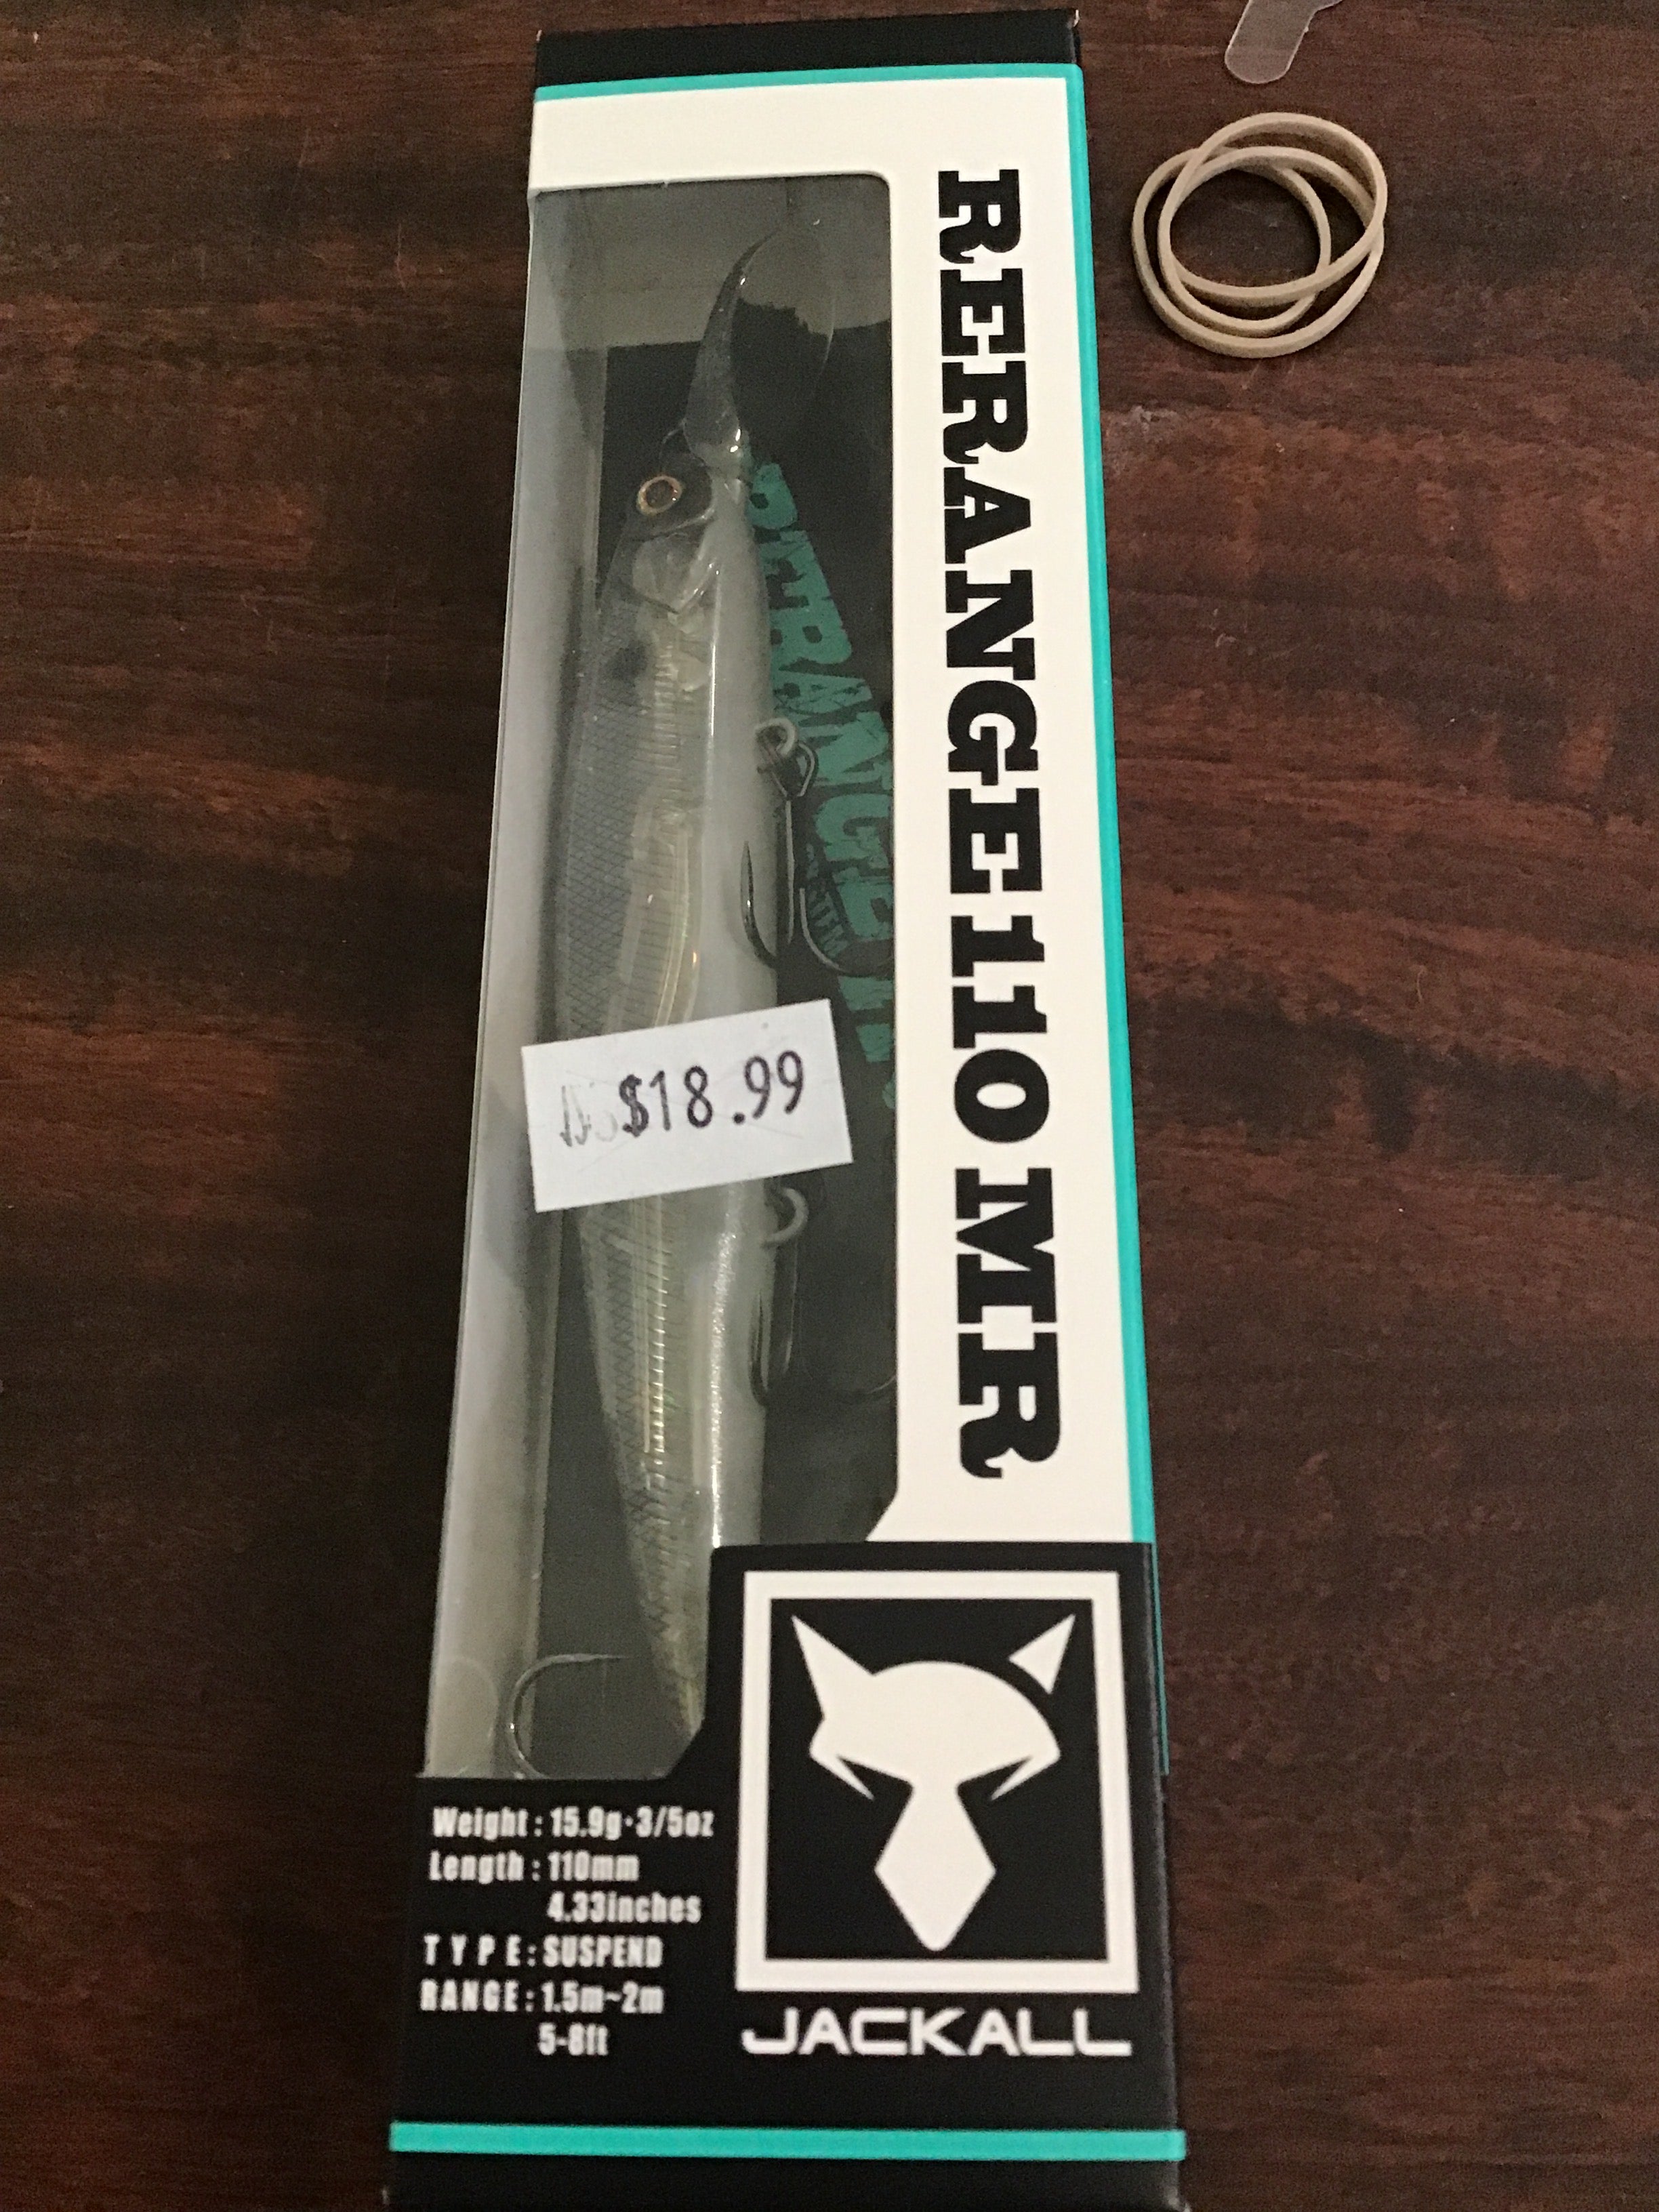 RERANGE110 MR
RERANGE
$18.99
Weight : 15.9g・3/5oz
Length : 110mm
4.33inches
TYPE : SUSPEND
RANGE : 1.5m~2m
5-8ft
JACKALL